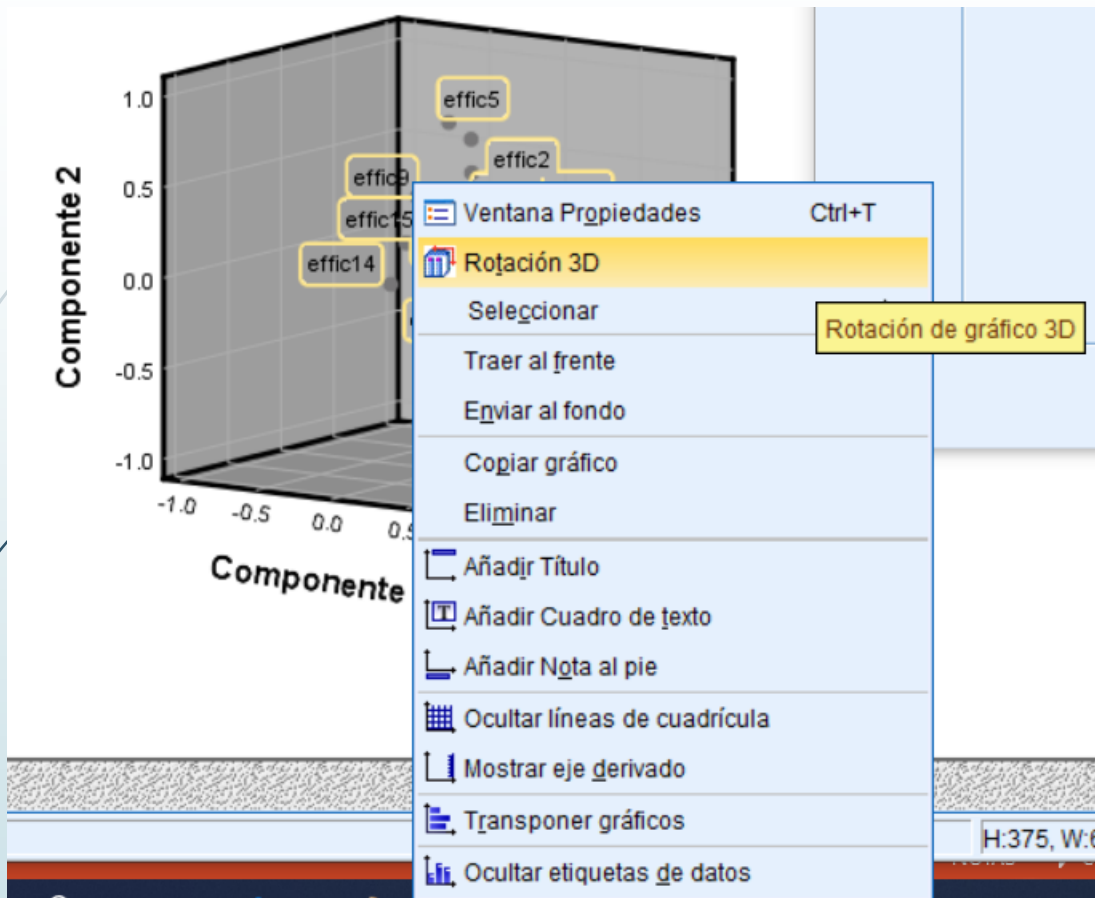 effic5
1.0
effic2
effic9
0.5
effic15
effic14
0.0
-0.5
-1.0
Componente 2
-1.0
-0.5
0.0
Componente
Ventana Propiedades Ctrl+T
Rotación 3D
Seleccionar
Rotación de gráfico 3D
Traer al frente
Enviar al fondo
Copiar gráfico
Eliminar
Añadir Título
Añadir Cuadro de texto
Añadir Nota al pie
Ocultar líneas de cuadrícula
Mostrar eje derivado
Transponer gráficos
H:375, W:
Ocultar etiquetas de datos